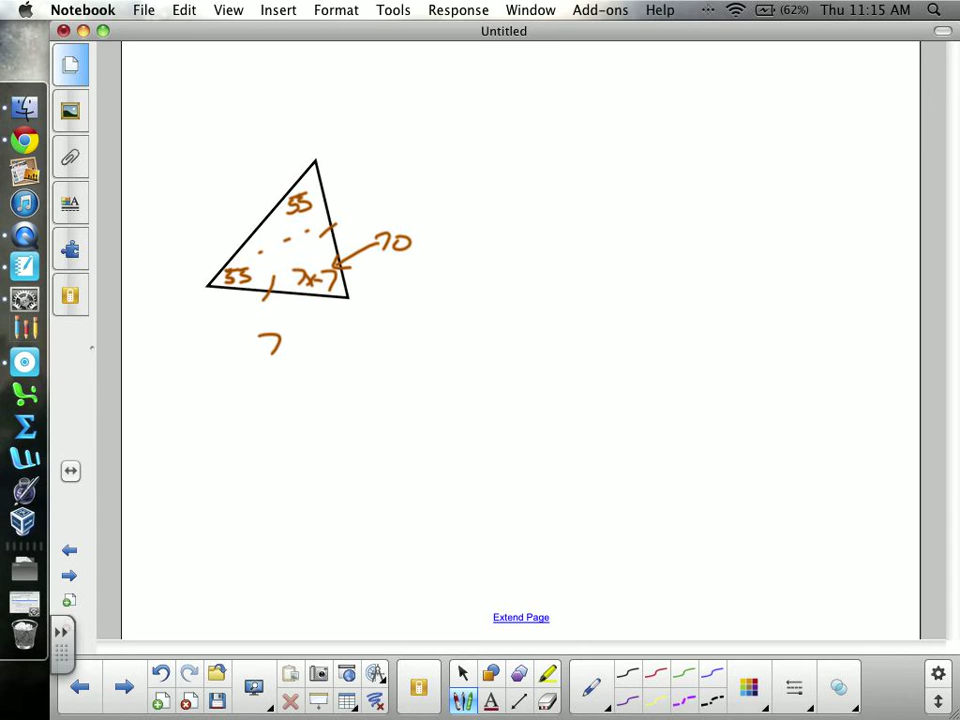 Notebook File Edit View Insert Format Tools Response Window Add-ons Help ... (62%) Thu 11:15 AM
Untitled
55
70
55 7x-7
7
Extend Page